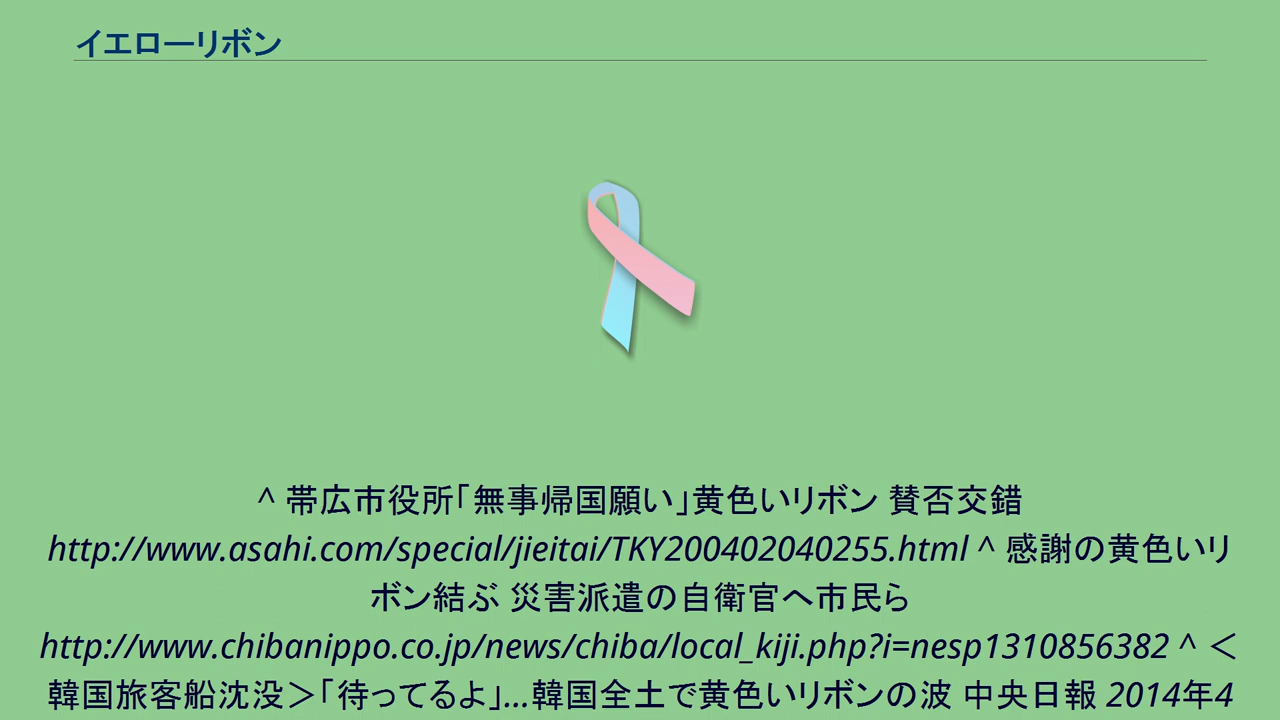 イエローリボン
^ 帯広市役所「無事帰国願い」黄色いリボン 賛否交錯
http://www.asahi.com/special/jieitai/TKY200402040255.html ^ 感謝の黄色いリ
ボン結ぶ 災害派遣の自衛官へ市民ら
http://www.chibanippo.co.jp/news/chiba/local_kiji.php?i=nesp1310856382 ^ ＜
韓国旅客船沈没＞「待ってるよ」...韓国全土で黄色いリボンの波 中央日報 2014年4